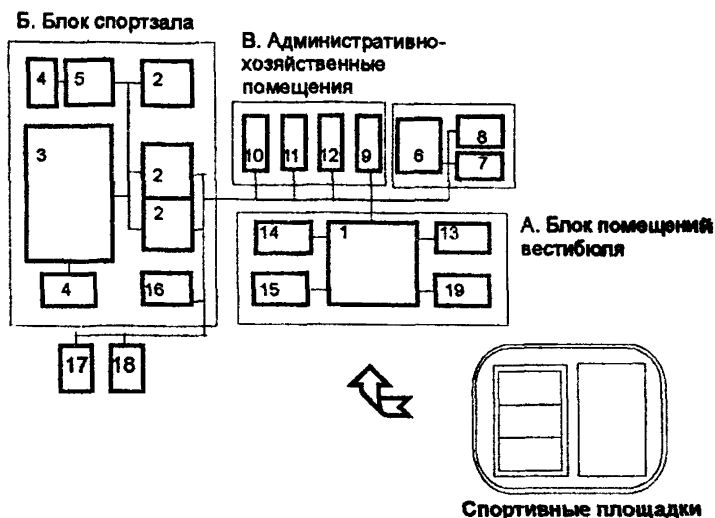 Б. Блок спортзала
В. Административно-
хозяйственные
помещения
4 5 2
3
2
2
4
16
17 18
10 11 12 9
6
8
7
14 1 13
15 19
А. Блок помещений
вестибюля
Спортивные площадки